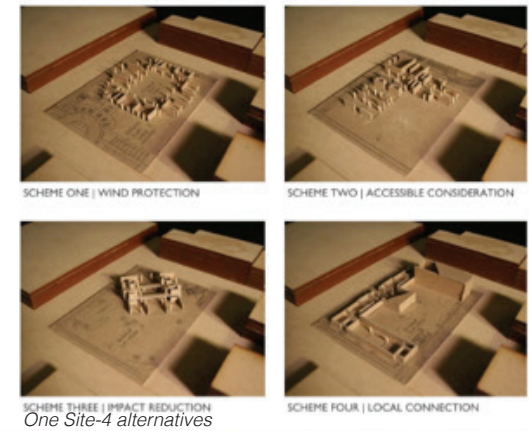 SCHEME ONE | WIND PROTECTION
SCHEME TWO | ACCESSIBLE CONSIDERATION
SCHEME THREE | IMPACT REDUCTION
SCHEME FOUR | LOCAL CONNECTION
One Site-4 alternatives